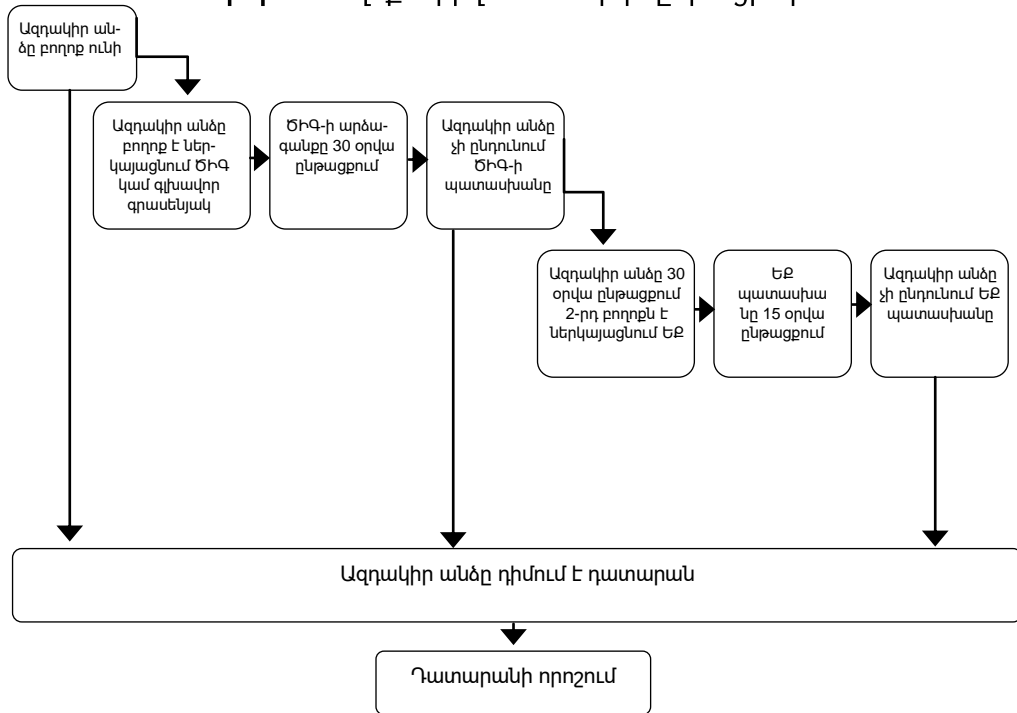 Ազդակիր ան-
ձը բողոք ունի
Ազդակիր անձը
բողոք է ներ-
կայացնում ԾԻԳ
կամ գլխավոր
գրասենյակ
ԾԻԳ-ի արձա-
գանքը 30 օրվա
ընթացքում
Ազդակիր անձը
չի ընդունում
ԾԻԳ-ի
պատասխանը
Ազդակիր անձը 30
օրվա ընթացքում
2-րդ բողոքն է
ներկայացնում ԵՔ
ԵՔ
պատասխա
նը 15 օրվա
ընթացքում
Ազդակիր անձը
չի ընդունում ԵՔ
պատասխանը
Ազդակիր անձը դիմում է դատարան
Դատարանի որոշում